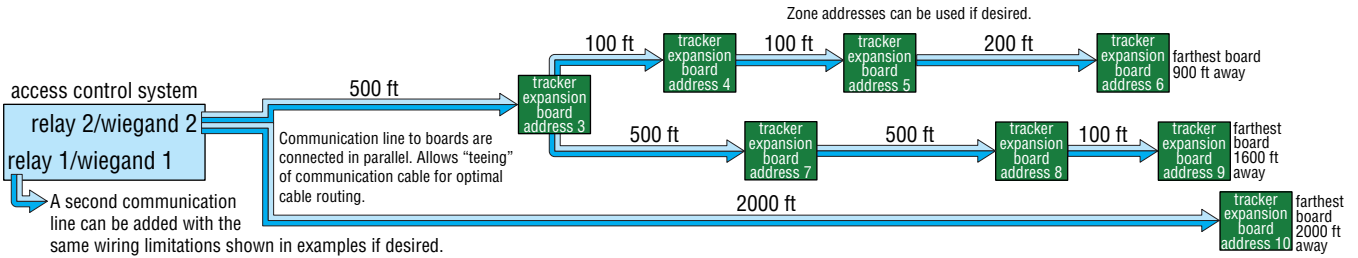 Zone addresses can be used if desired.
access control system
relay 2/wiegand 2
relay 1/wiegand 1
A second communication
line can be added with the
same wiring limitations shown in examples if desired.
500 ft
Communication line to boards are
connected in parallel. Allows “teeing”
of communication cable for optimal
cable routing.
tracker
expansion
board
address 3
100 ft
tracker
expansion
board
address 4
100 ft
tracker
expansion
board
address 5
200 ft
tracker
expansion
board
address 6
farthest board
900 ft away
500 ft
tracker
expansion
board
address 7
500 ft
tracker
expansion
board
address 8
100 ft
tracker
expansion
board
address 9
farthest
board
1600 ft
away
2000 ft
tracker
expansion
board
address 10
farthest
board
2000 ft
away